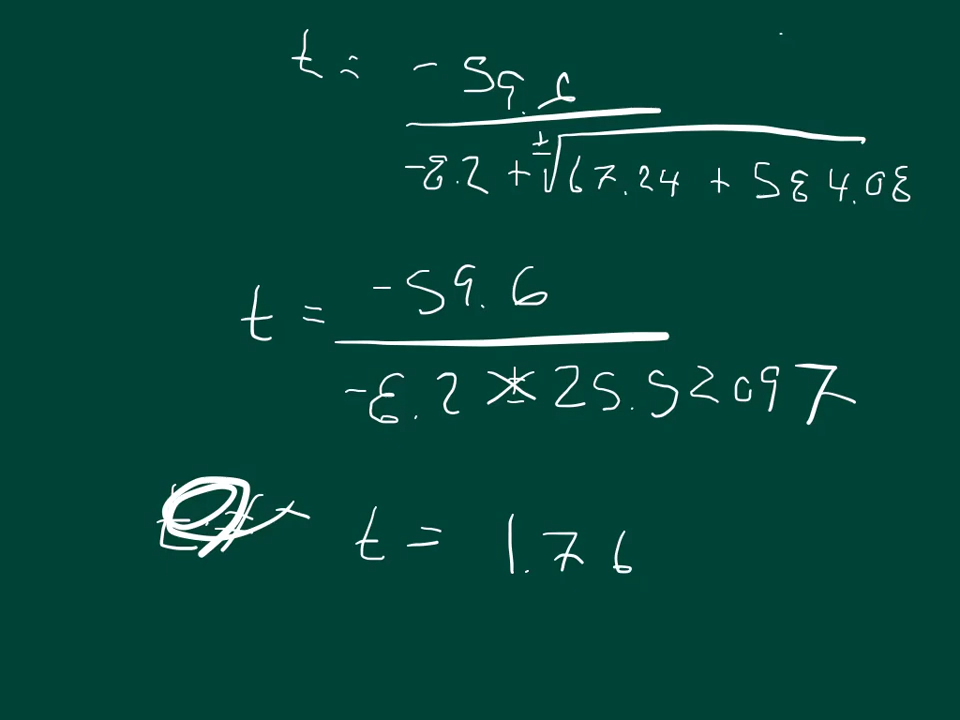 t = -59.6
-8.2 + ±√67.24 + 584.08
t = -59.6
-8.2 ± 25.52097
t = 1.76